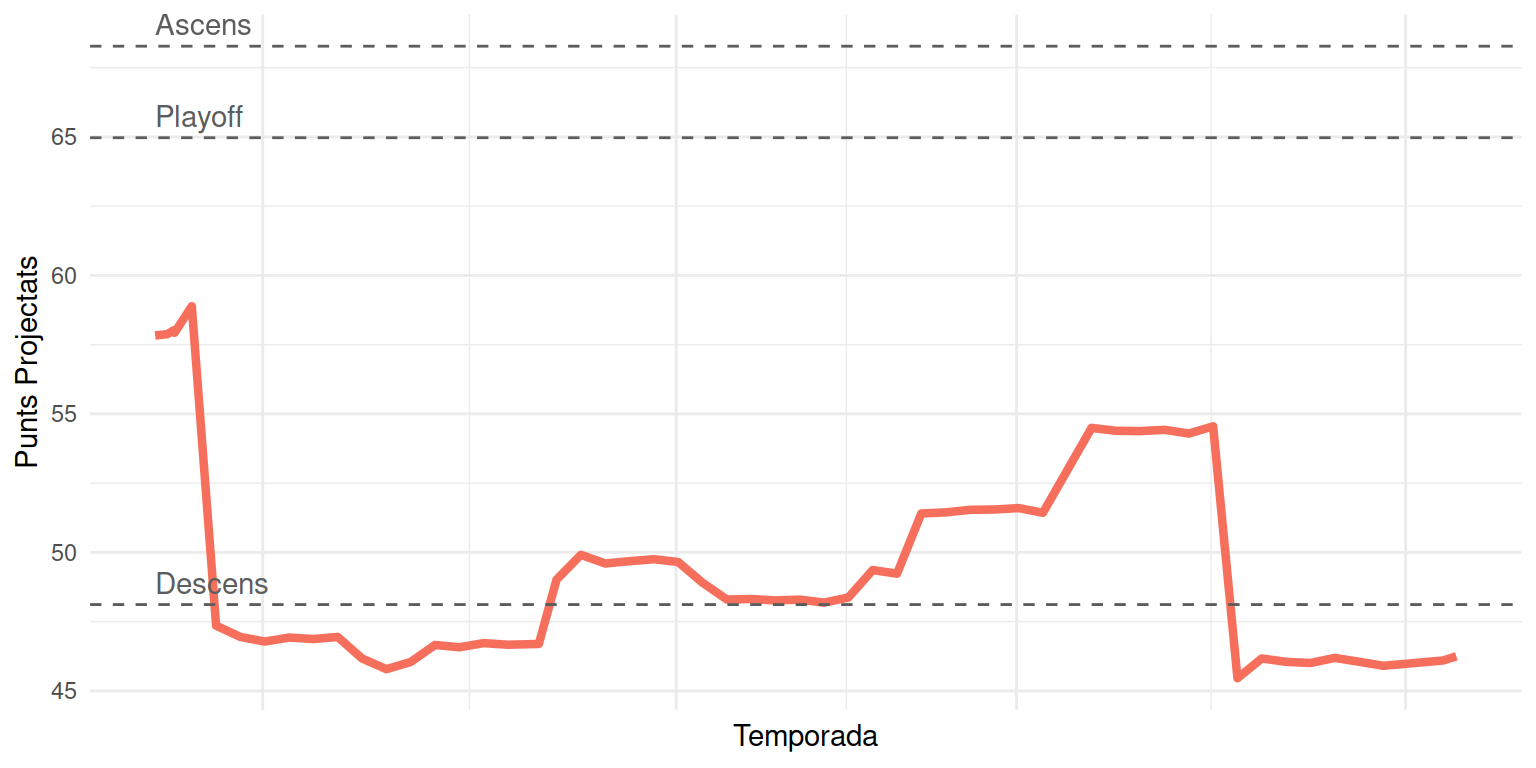 Ascens
Playoff
65
60
55
50
Descens
45
Punts Projectats
Temporada